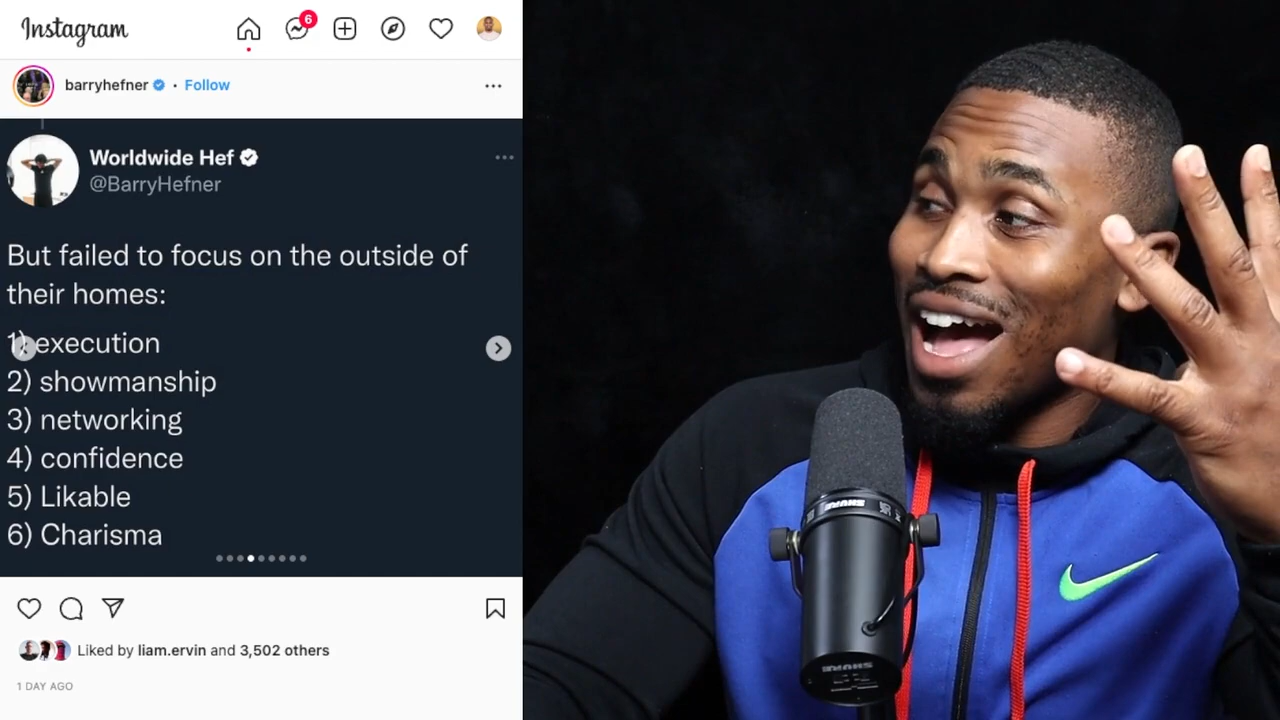 Instagram
6
barryhefner · Follow
Worldwide Hef
@BarryHefner
But failed to focus on the outside of
their homes:
1) execution
2) showmanship
3) networking
4) confidence
5) Likable
6) Charisma
Liked by liam.ervin and 3,502 others
1 DAY AGO
SHURE
SHURE